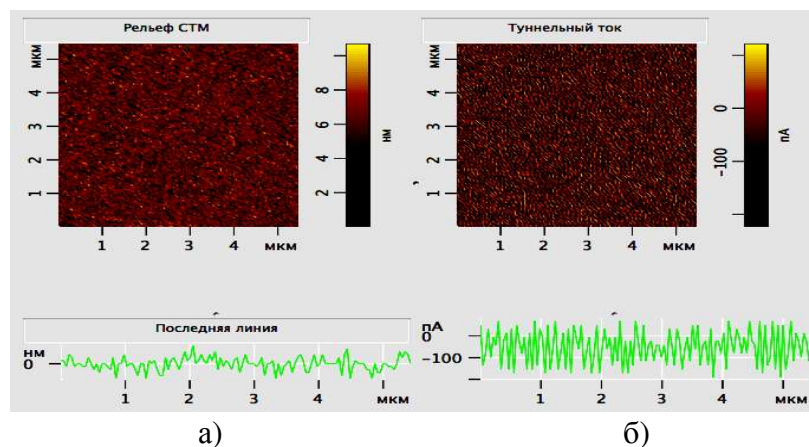 Рельеф СТМ
мкм
4
3
2
1
1 2 3 4 мкм
8
6
4
2
нм
Туннельный ток
мкм
4
3
2
1
1 2 3 4 мкм
0
-100
пА
Последняя линия
нм
0
1 2 3 4 мкм
пА
0
-100
1 2 3 4 мкм
а)
б)